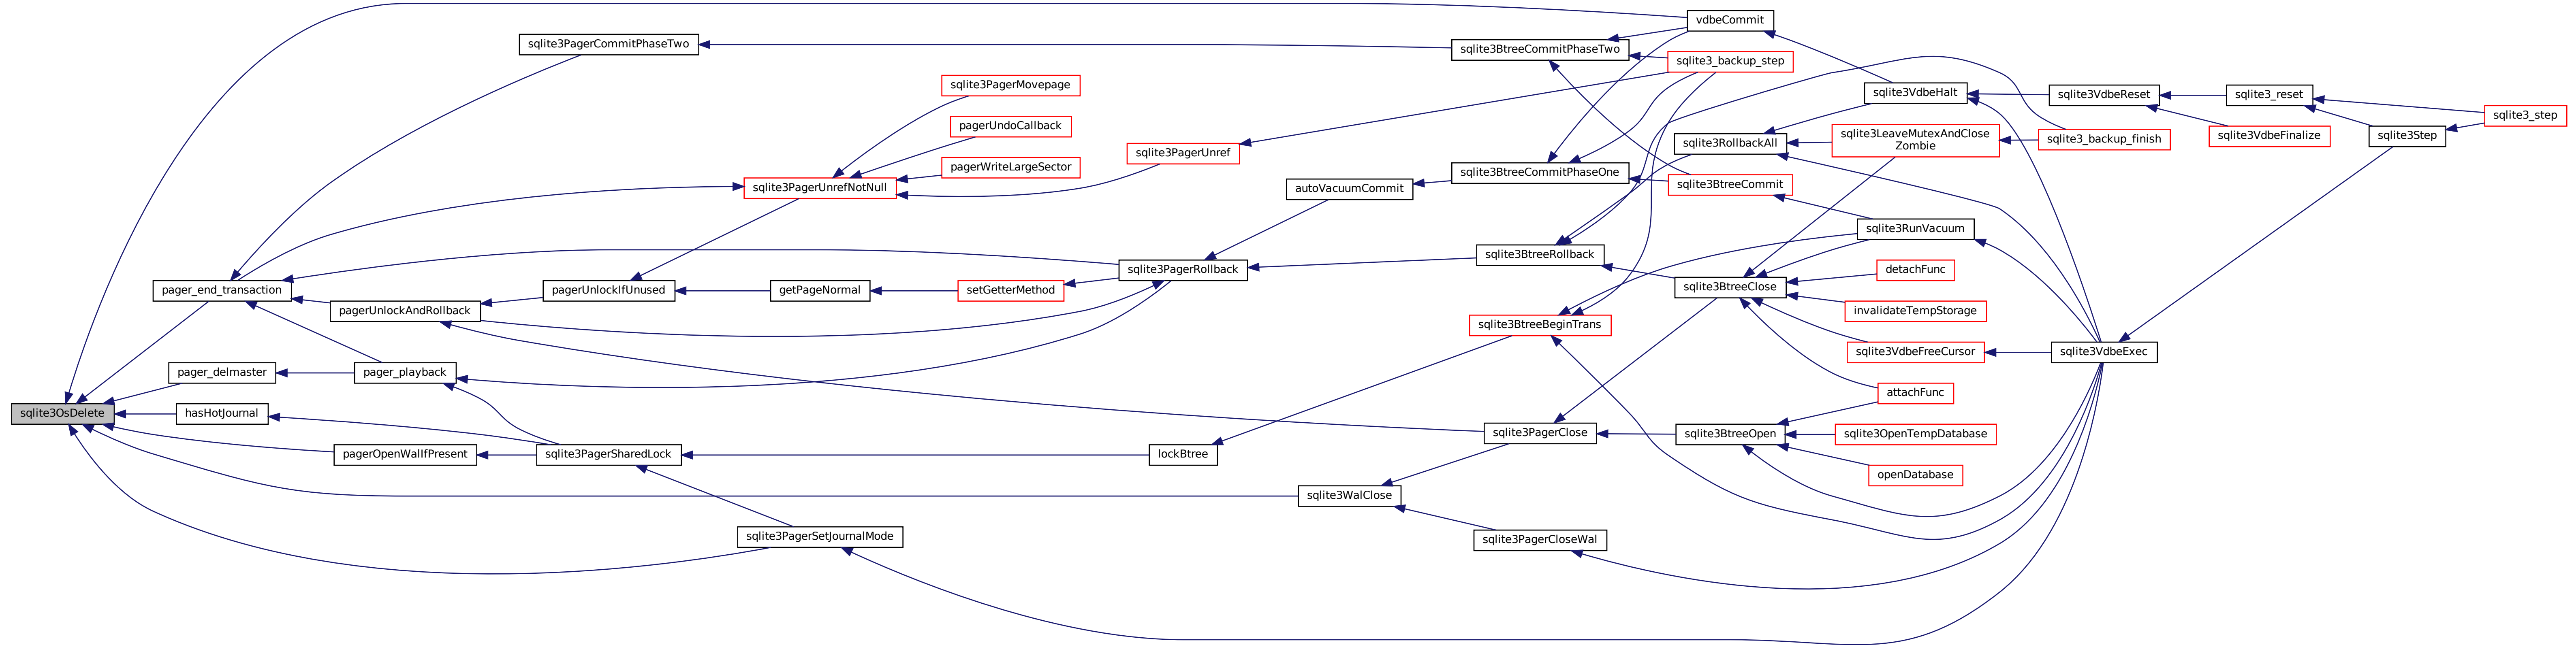 vdbeCommit
sqlite3PagerCommitPhaseTwo
sqlite3BtreeCommitPhaseTwo
sqlite3_backup_step
sqlite3PagerMovepage
sqlite3VdbeHalt
sqlite3VdbeReset
sqlite3_reset
sqlite3_step
pagerUndoCallback
sqlite3RollbackAll
sqlite3LeaveMutexAndClose
Zombie
sqlite3_backup_finish
sqlite3VdbeFinalize
sqlite3Step
sqlite3PagerUnref
pagerWriteLargeSector
sqlite3BtreeCommitPhaseOne
sqlite3PagerUnrefNotNull
autoVacuumCommit
sqlite3BtreeCommit
sqlite3RunVacuum
sqlite3BtreeRollback
sqlite3PagerRollback
detachFunc
pager_end_transaction
pagerUnlockIfUnused
getPageNormal
setGetterMethod
sqlite3BtreeClose
pagerUnlockAndRollback
invalidateTempStorage
sqlite3BtreeBeginTrans
sqlite3VdbeFreeCursor
sqlite3VdbeExec
pager_delmaster
pager_playback
attachFunc
sqlite3OsDelete
hasHotJournal
sqlite3PagerClose
sqlite3BtreeOpen
sqlite3OpenTempDatabase
pagerOpenWalIfPresent
sqlite3PagerSharedLock
lockBtree
openDatabase
sqlite3WalClose
sqlite3PagerSetJournalMode
sqlite3PagerCloseWal